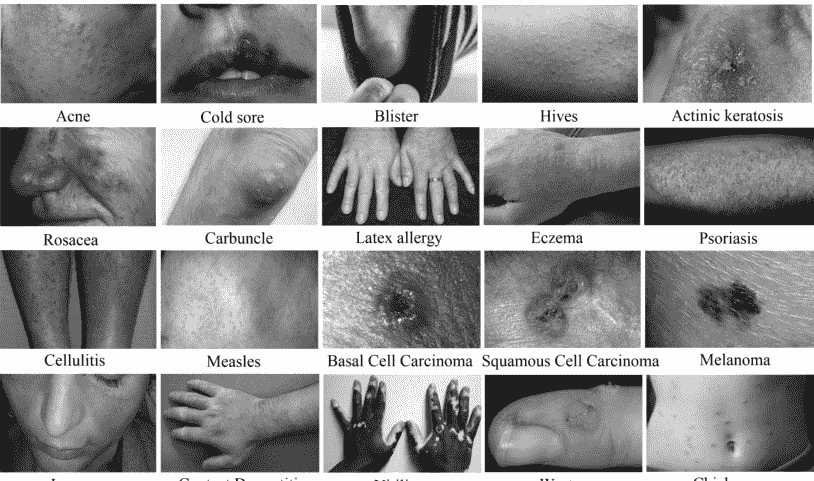 Acne Cold sore Blister Hives Actinic keratosis
Rosacea Carbuncle Latex allergy Eczema Psoriasis
Cellulitis Measles Basal Cell Carcinoma Squamous Cell Carcinoma Melanoma
Contact